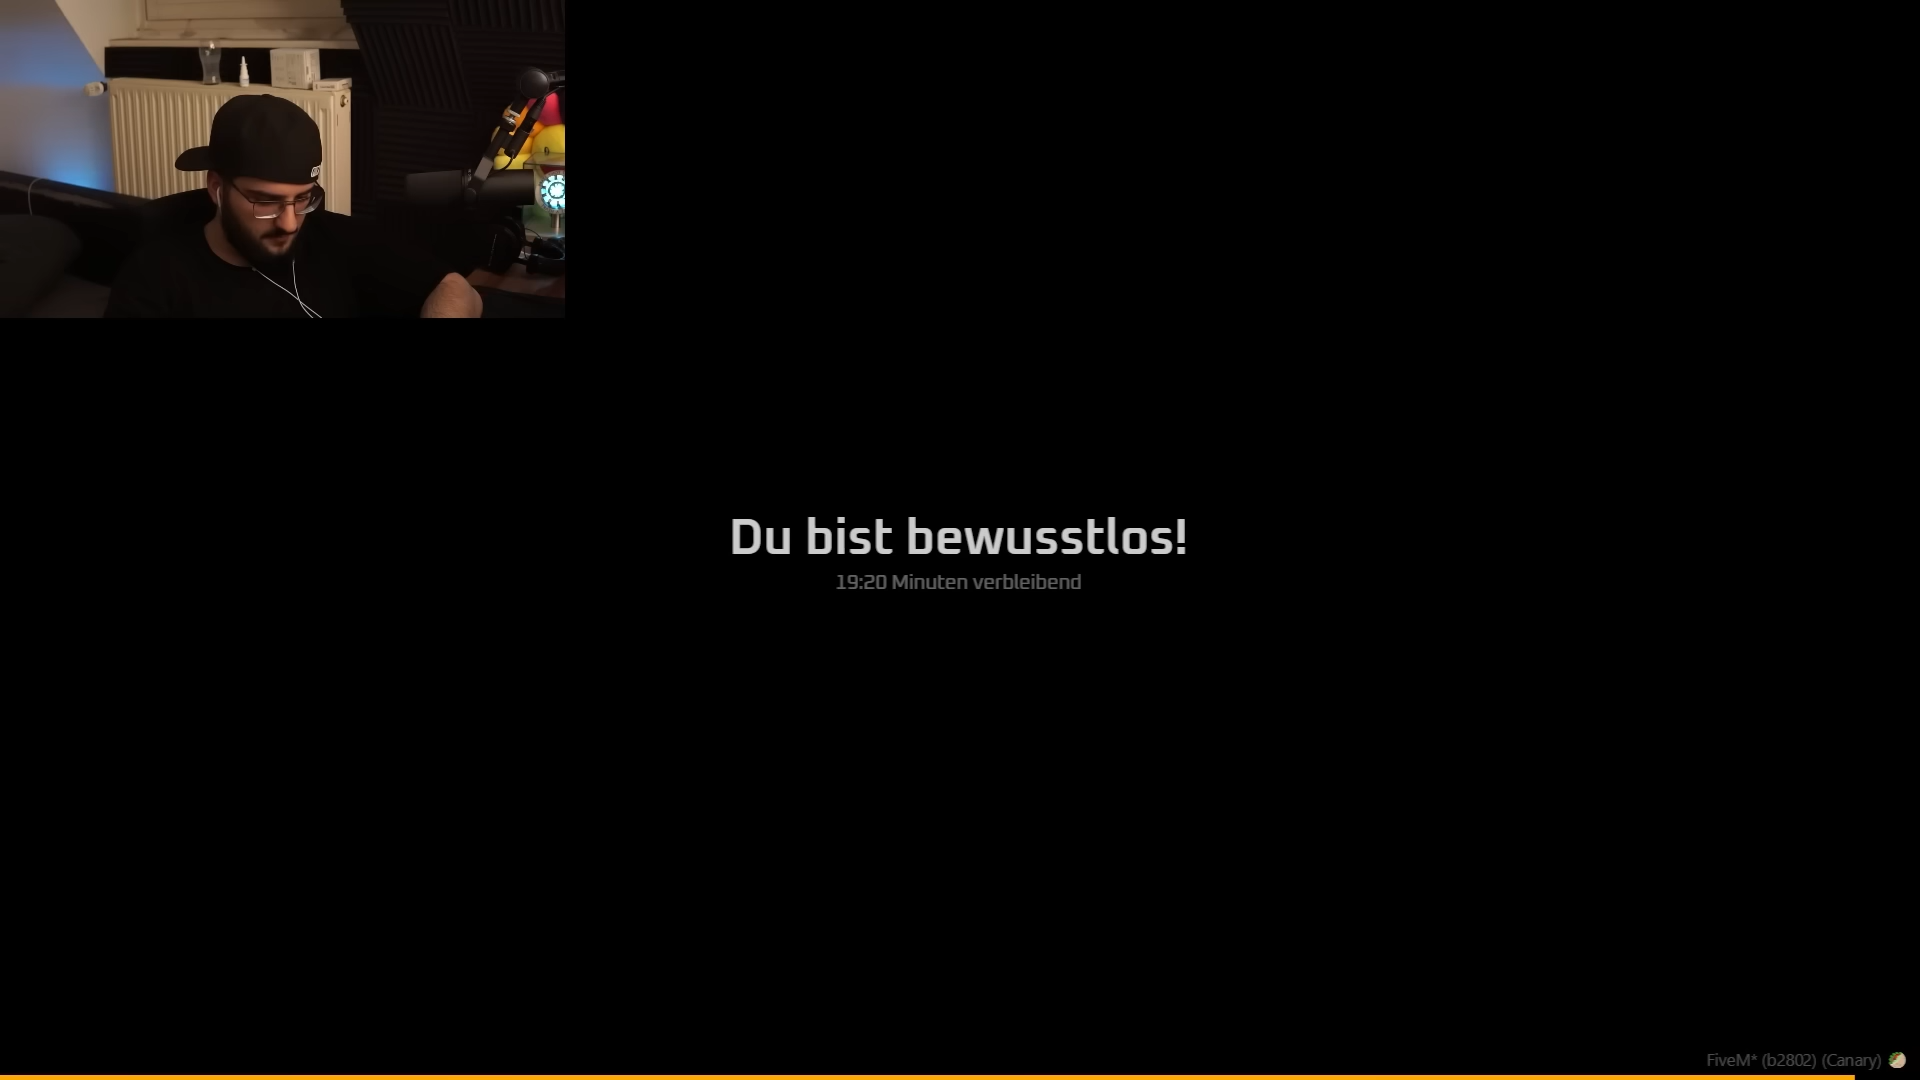 Du bist bewusstlos!
19:20 Minuten verbleibend
FiveM* (b2802) (Canary)